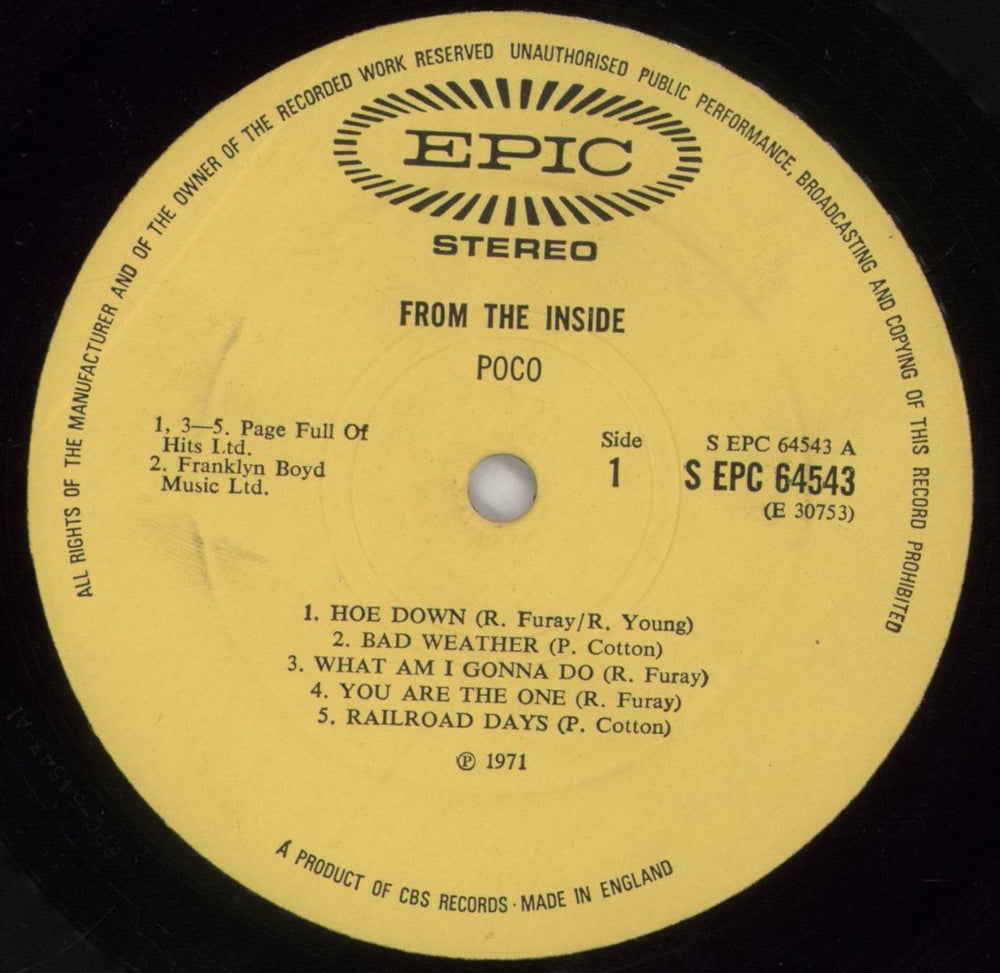 ALL RIGHTS OF THE MANUFACTURER AND OF THE OWNER OF THE RECORDED WORK RESERVED UNAUTHORISED PUBLIC PERFORMANCE, BROADCASTING AND COPYING OF THIS RECORD PROHIBITED
EPIC
STEREO
FROM THE INSIDE
POCO
1, 3—5. Page Full Of
Hits Ltd.
2. Franklyn Boyd
Music Ltd.
Side
1
S EPC 64543 A
S EPC 64543
(E 30753)
1. HOE DOWN (R. Furay/R. Young)
2. BAD WEATHER (P. Cotton)
3. WHAT AM I GONNA DO (R. Furay)
4. YOU ARE THE ONE (R. Furay)
5. RAILROAD DAYS (P. Cotton)
℗ 1971
A PRODUCT OF CBS RECORDS · MADE IN ENGLAND